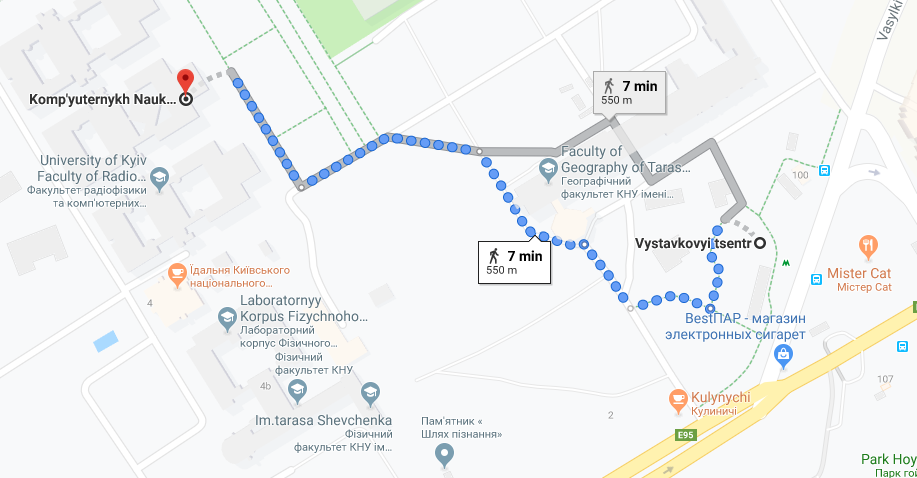 Vasylki
7 min
550 m
Komp'yuternykh Nauk...
University of Kyiv
Faculty of Radio...
Факультет радіофізики
та комп'ютерних...
Faculty of
Geography of Taras...
Географічний
факультет КНУ імені...
100
Vystavkovyi tsentr
7 min
550 m
Їдальня Київського
національного...
4
Mister Cat
Містер Cat
Laboratornyy
Korpus Fizychnoho...
Лабораторний
корпус Фізичного...
Фізичний
факультет КНУ
BestПАР - магазин
электронных сигарет
4b
107
Im.tarasa Shevchenka
Фізичний
факультет КНУ ім...
Пам'ятник «
Шлях пізнання»
2
Kulynychi
Кулиничі
E95
Park Hoy
Парк гой